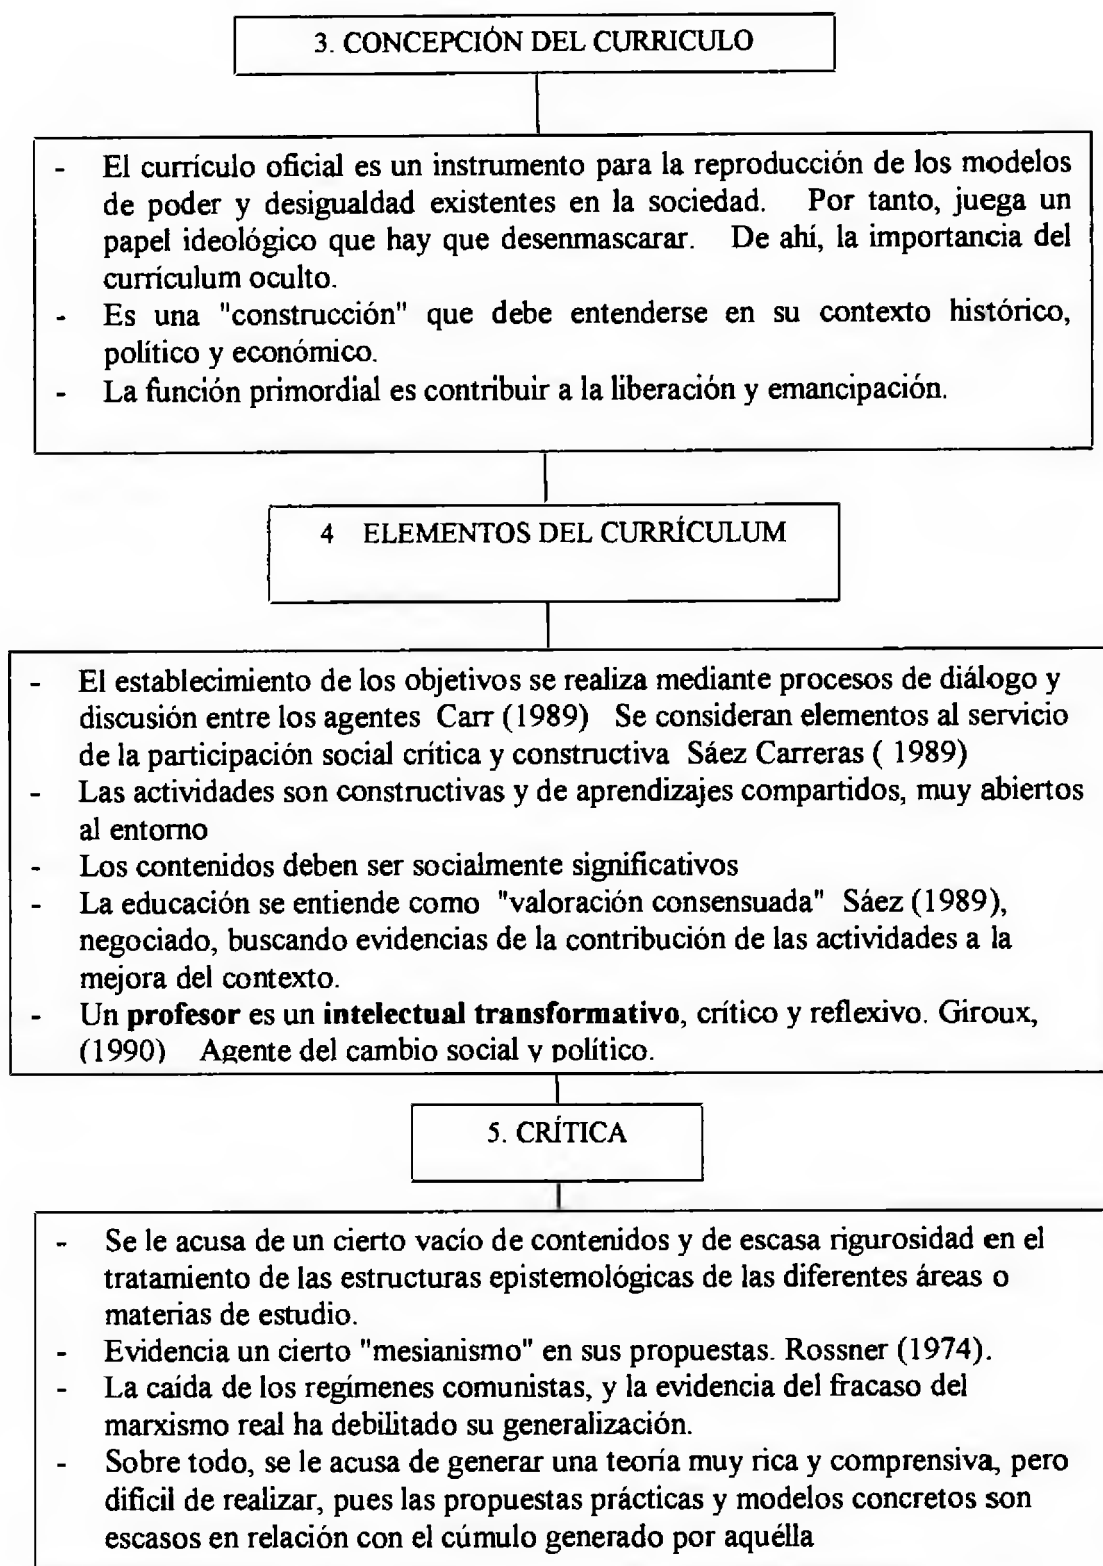 3. CONCEPCIÓN DEL CURRICULO
- El currículo oficial es un instrumento para la reproducción de los modelos
de poder y desigualdad existentes en la sociedad. Por tanto, juega un
papel ideológico que hay que desenmascarar. De ahí, la importancia del
currículum oculto.
- Es una "construcción" que debe entenderse en su contexto histórico,
político y económico.
- La función primordial es contribuir a la liberación y emancipación.
4 ELEMENTOS DEL CURRÍCULUM
- El establecimiento de los objetivos se realiza mediante procesos de diálogo y
discusión entre los agentes Carr (1989) Se consideran elementos al servicio
de la participación social crítica y constructiva Sáez Carreras ( 1989)
- Las actividades son constructivas y de aprendizajes compartidos, muy abiertos
al entorno
- Los contenidos deben ser socialmente significativos
- La educación se entiende como "valoración consensuada" Sáez (1989),
negociado, buscando evidencias de la contribución de las actividades a la
mejora del contexto.
- Un profesor es un intelectual transformativo, crítico y reflexivo. Giroux,
(1990) Agente del cambio social y político.
5. CRÍTICA
- Se le acusa de un cierto vacío de contenidos y de escasa rigurosidad en el
tratamiento de las estructuras epistemológicas de las diferentes áreas o
materias de estudio.
- Evidencia un cierto "mesianismo" en sus propuestas. Rossner (1974).
- La caída de los regímenes comunistas, y la evidencia del fracaso del
marxismo real ha debilitado su generalización.
- Sobre todo, se le acusa de generar una teoría muy rica y comprensiva, pero
dificil de realizar, pues las propuestas prácticas y modelos concretos son
escasos en relación con el cúmulo generado por aquélla